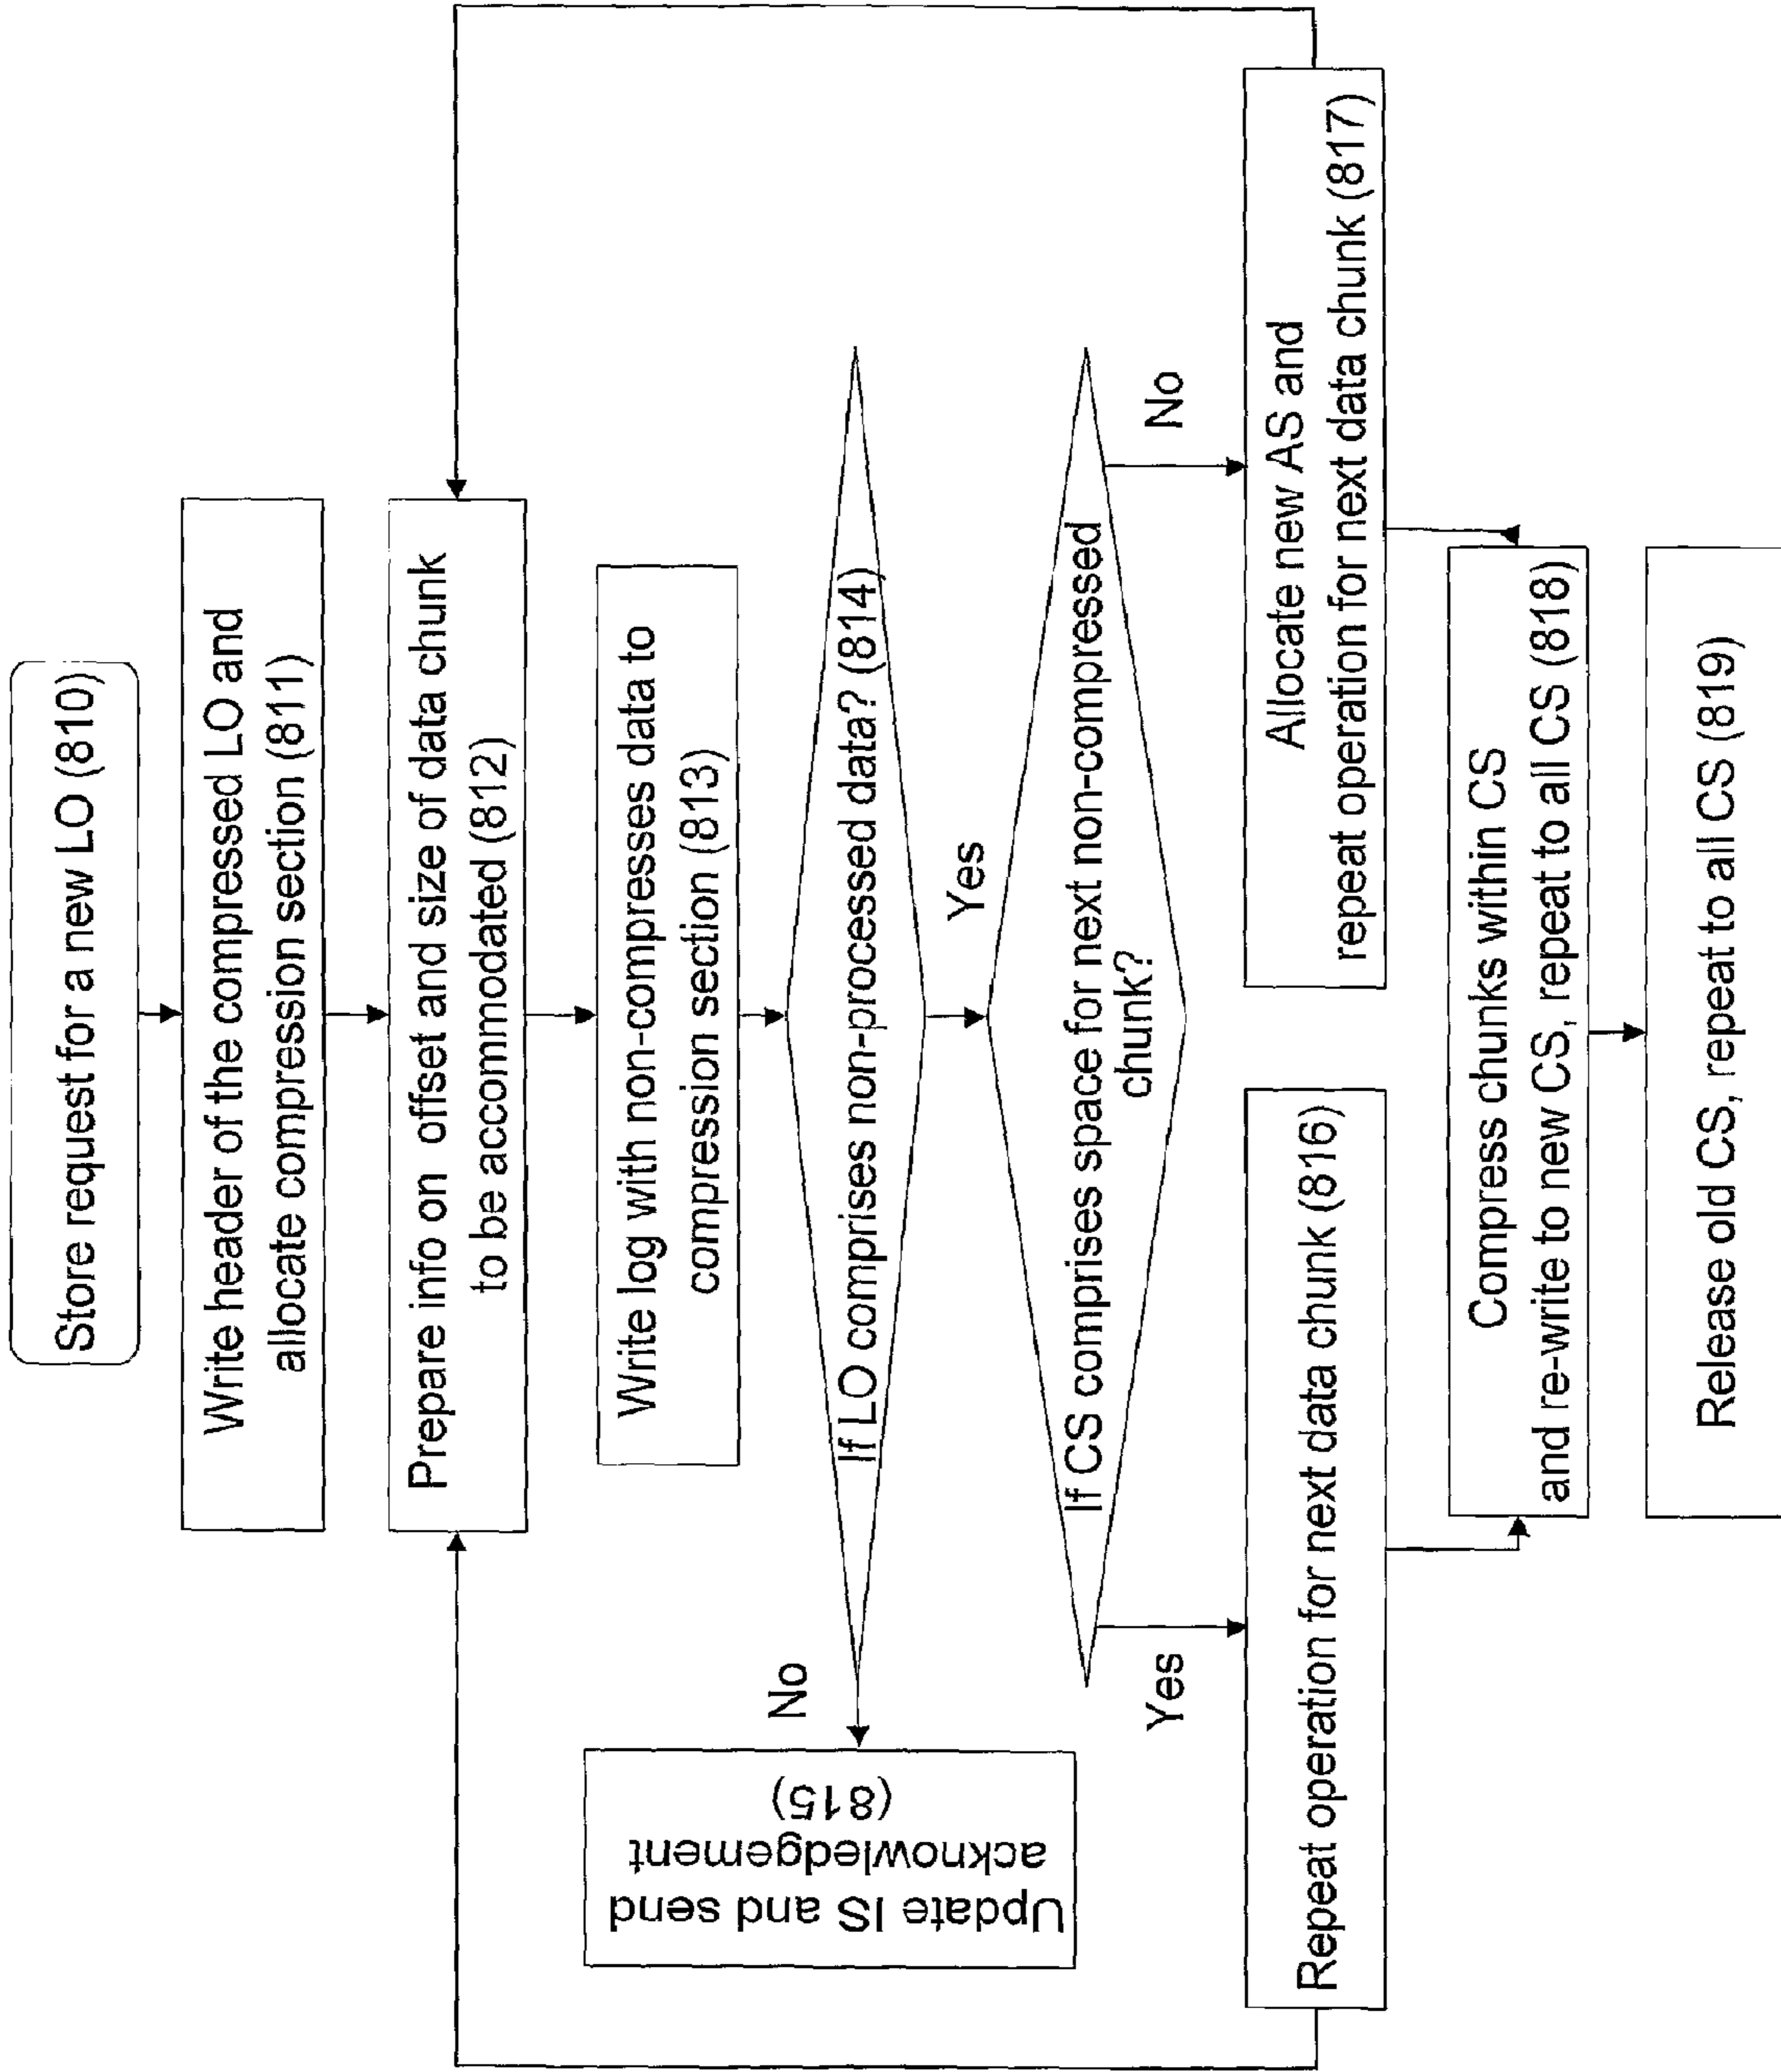 Store request for a new LO (810)
Write header of the compressed LO and
allocate compression section (811)
Prepare info on offset and size of data chunk
to be accommodated (812)
Write log with non-compresses data to
compression section (813)
If LO comprises non-processed data? (814)
No
Update IS and send
acknowledgement
(815)
Yes
If CS comprises space for next non-compressed
chunk?
Yes
No
Repeat operation for next data chunk (816)
Allocate new AS and
repeat operation for next data chunk (817)
Compress chunks within CS
and re-write to new CS, repeat to all CS (818)
Release old CS, repeat to all CS (819)